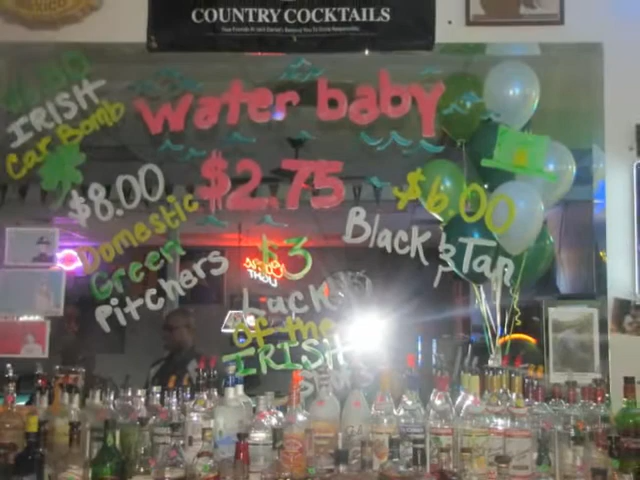 COUNTRY COCKTAILS
IRISH
Car Bomb
Water baby
$2.75
$8.00
Domestic
Green
Pitchers
$6.00
Black & Tan
$3
Luck
of the
IRISH